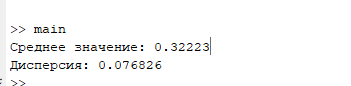 >> main
Среднее значение: 0.32223
Дисперсия: 0.076826
>>